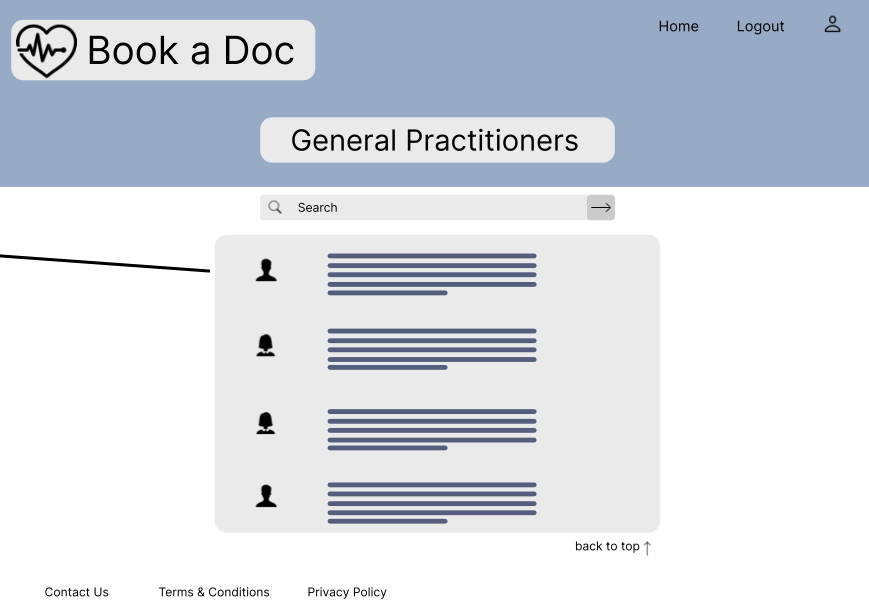 Book a Doc
Home
Logout
General Practitioners
Search
back to top
Contact Us
Terms & Conditions
Privacy Policy